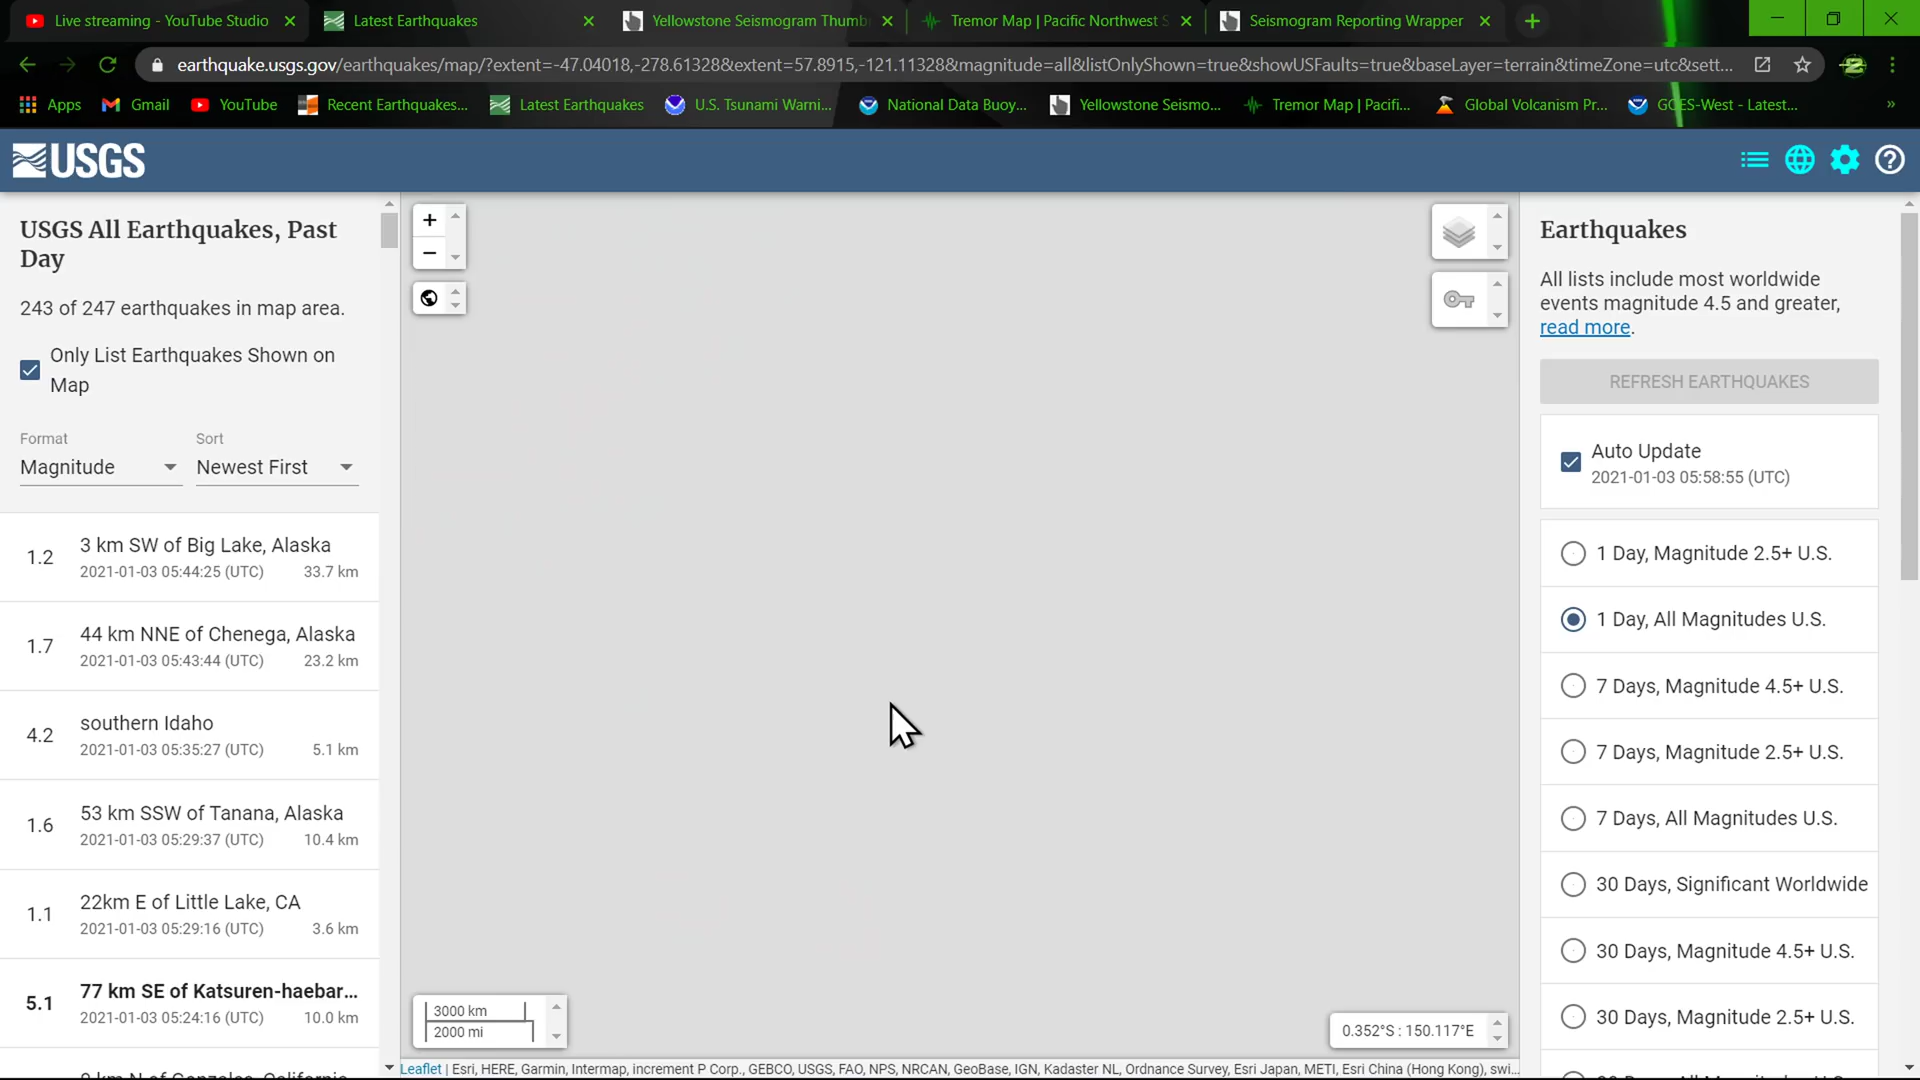 Live streaming - YouTube Studio
Latest Earthquakes
Yellowstone Seismogram Thumb
Tremor Map | Pacific Northwest S
Seismogram Reporting Wrapper
earthquake.usgs.gov/earthquakes/map/?extent=-47.04018,-278.61328&extent=57.8915,-121.11328&magnitude=all&listOnlyShown=true&showUSFaults=true&baseLayer=terrain&timeZone=utc&sett...
Apps
Gmail
YouTube
Recent Earthquakes...
Latest Earthquakes
U.S. Tsunami Warni...
National Data Buoy...
Yellowstone Seismo...
Tremor Map | Pacifi...
Global Volcanism Pr...
GOES-West - Latest...
»
USGS
USGS All Earthquakes, Past
Day
243 of 247 earthquakes in map area.
Only List Earthquakes Shown on
Map
Format
Sort
Magnitude
Newest First
1.2
3 km SW of Big Lake, Alaska
2021-01-03 05:44:25 (UTC) 33.7 km
1.7
44 km NNE of Chenega, Alaska
2021-01-03 05:43:44 (UTC) 23.2 km
4.2
southern Idaho
2021-01-03 05:35:27 (UTC) 5.1 km
1.6
53 km SSW of Tanana, Alaska
2021-01-03 05:29:37 (UTC) 10.4 km
1.1
22km E of Little Lake, CA
2021-01-03 05:29:16 (UTC) 3.6 km
5.1
77 km SE of Katsuren-haebar...
2021-01-03 05:24:16 (UTC) 10.0 km
+
−
3000 km
2000 mi
0.352°S : 150.117°E
Leaflet | Esri, HERE, Garmin, Intermap, increment P Corp., GEBCO, USGS, FAO, NPS, NRCAN, GeoBase, IGN, Kadaster NL, Ordnance Survey, Esri Japan, METI, Esri China (Hong Kong), swi...
Earthquakes
All lists include most worldwide
events magnitude 4.5 and greater,
read more.
REFRESH EARTHQUAKES
Auto Update
2021-01-03 05:58:55 (UTC)
1 Day, Magnitude 2.5+ U.S.
1 Day, All Magnitudes U.S.
7 Days, Magnitude 4.5+ U.S.
7 Days, Magnitude 2.5+ U.S.
7 Days, All Magnitudes U.S.
30 Days, Significant Worldwide
30 Days, Magnitude 4.5+ U.S.
30 Days, Magnitude 2.5+ U.S.